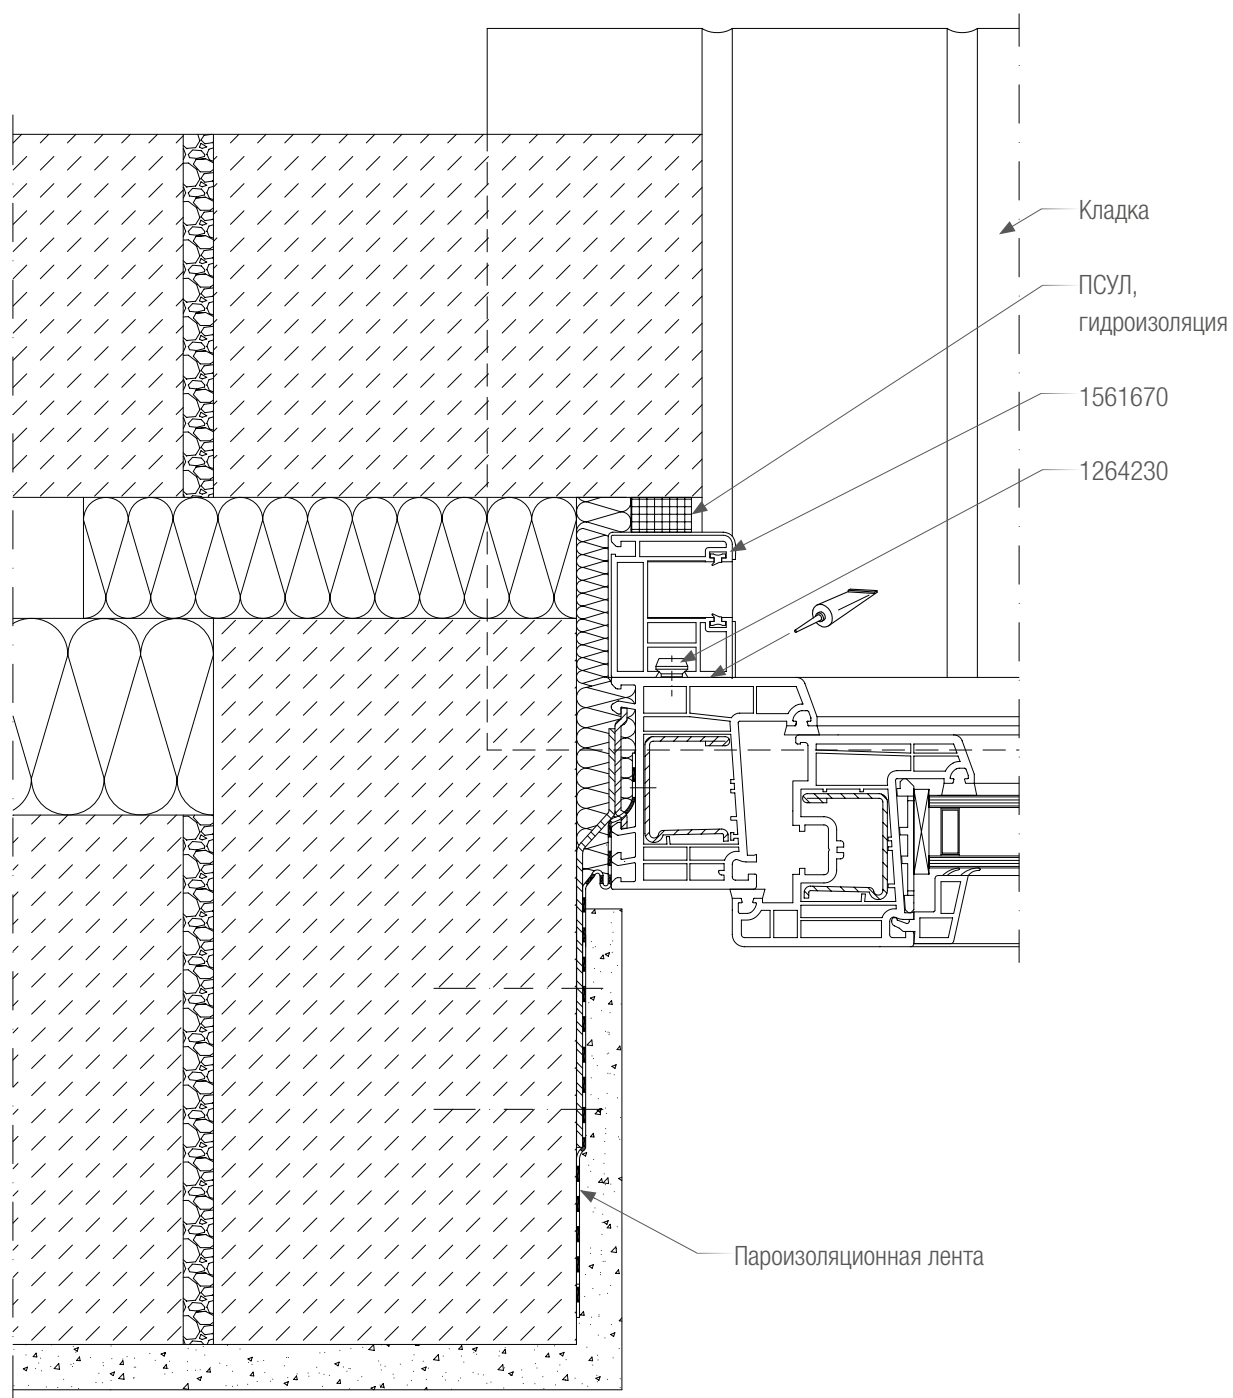 Кладка
ПСУЛ,
гидроизоляция
1561670
1264230
Пароизоляционная лента